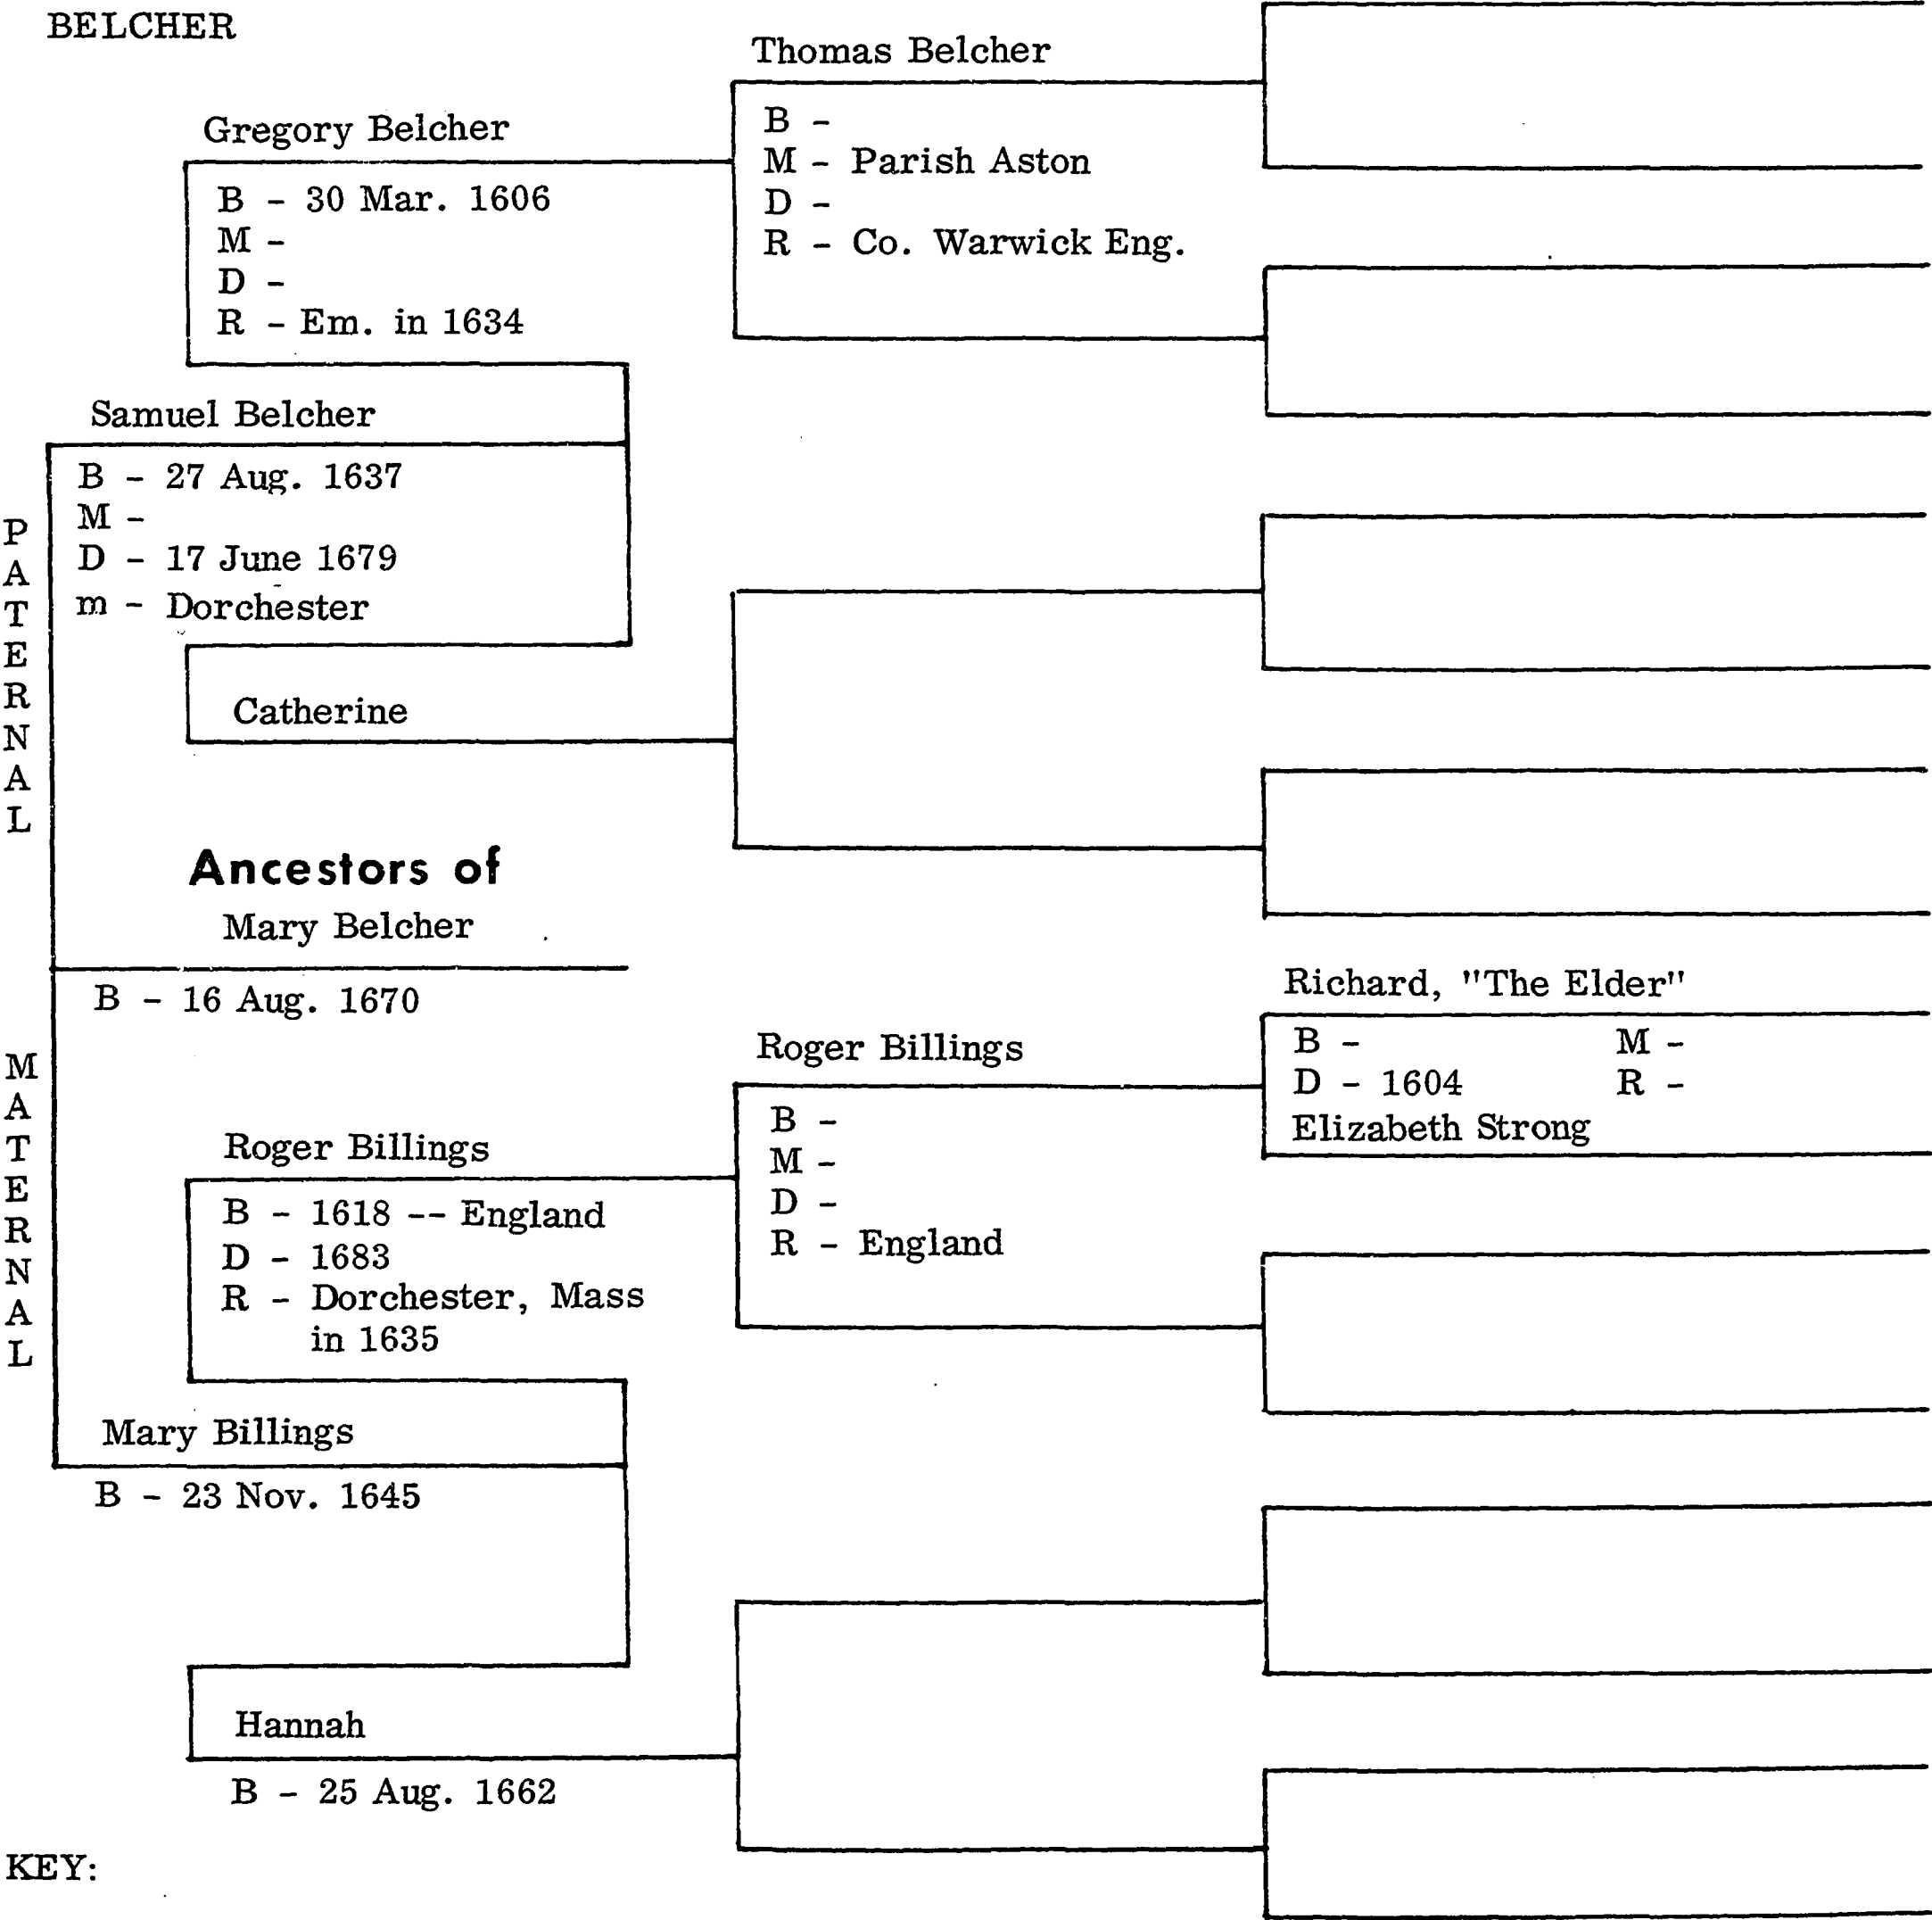 BELCHER
Thomas Belcher
B -
M - Parish Aston
D -
R - Co. Warwick Eng.
Gregory Belcher
B - 30 Mar. 1606
M -
D -
R - Em. in 1634
Samuel Belcher
B - 27 Aug. 1637
M -
D - 17 June 1679
m - Dorchester
PATERNAL
Catherine
Ancestors of
Mary Belcher
B - 16 Aug. 1670
MATERNAL
Richard, "The Elder"
B - M -
D - 1604 R -
Elizabeth Strong
Roger Billings
B -
M -
D -
R - England
Roger Billings
B - 1618 -- England
D - 1683
R - Dorchester, Mass
in 1635
Mary Billings
B - 23 Nov. 1645
Hannah
B - 25 Aug. 1662
KEY: